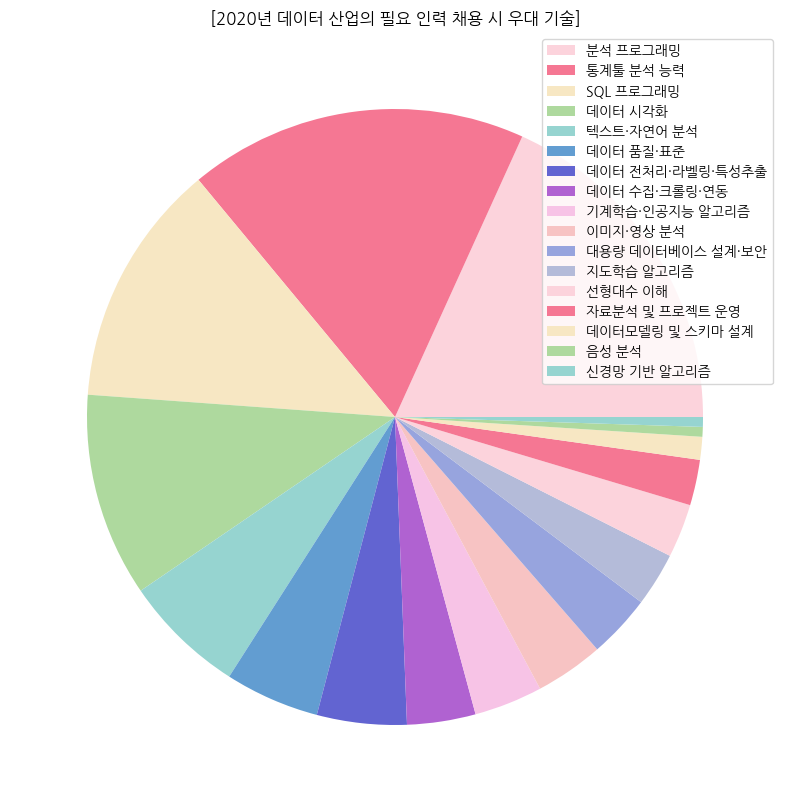 [2020년 데이터 산업의 필요 인력 채용 시 우대 기술]
분석 프로그래밍
통계툴 분석 능력
SQL 프로그래밍
데이터 시각화
텍스트·자연어 분석
데이터 품질·표준
데이터 전처리·라벨링·특성추출
데이터 수집·크롤링·연동
기계학습·인공지능 알고리즘
이미지·영상 분석
대용량 데이터베이스 설계·보안
지도학습 알고리즘
선형대수 이해
자료분석 및 프로젝트 운영
데이터모델링 및 스키마 설계
음성 분석
신경망 기반 알고리즘